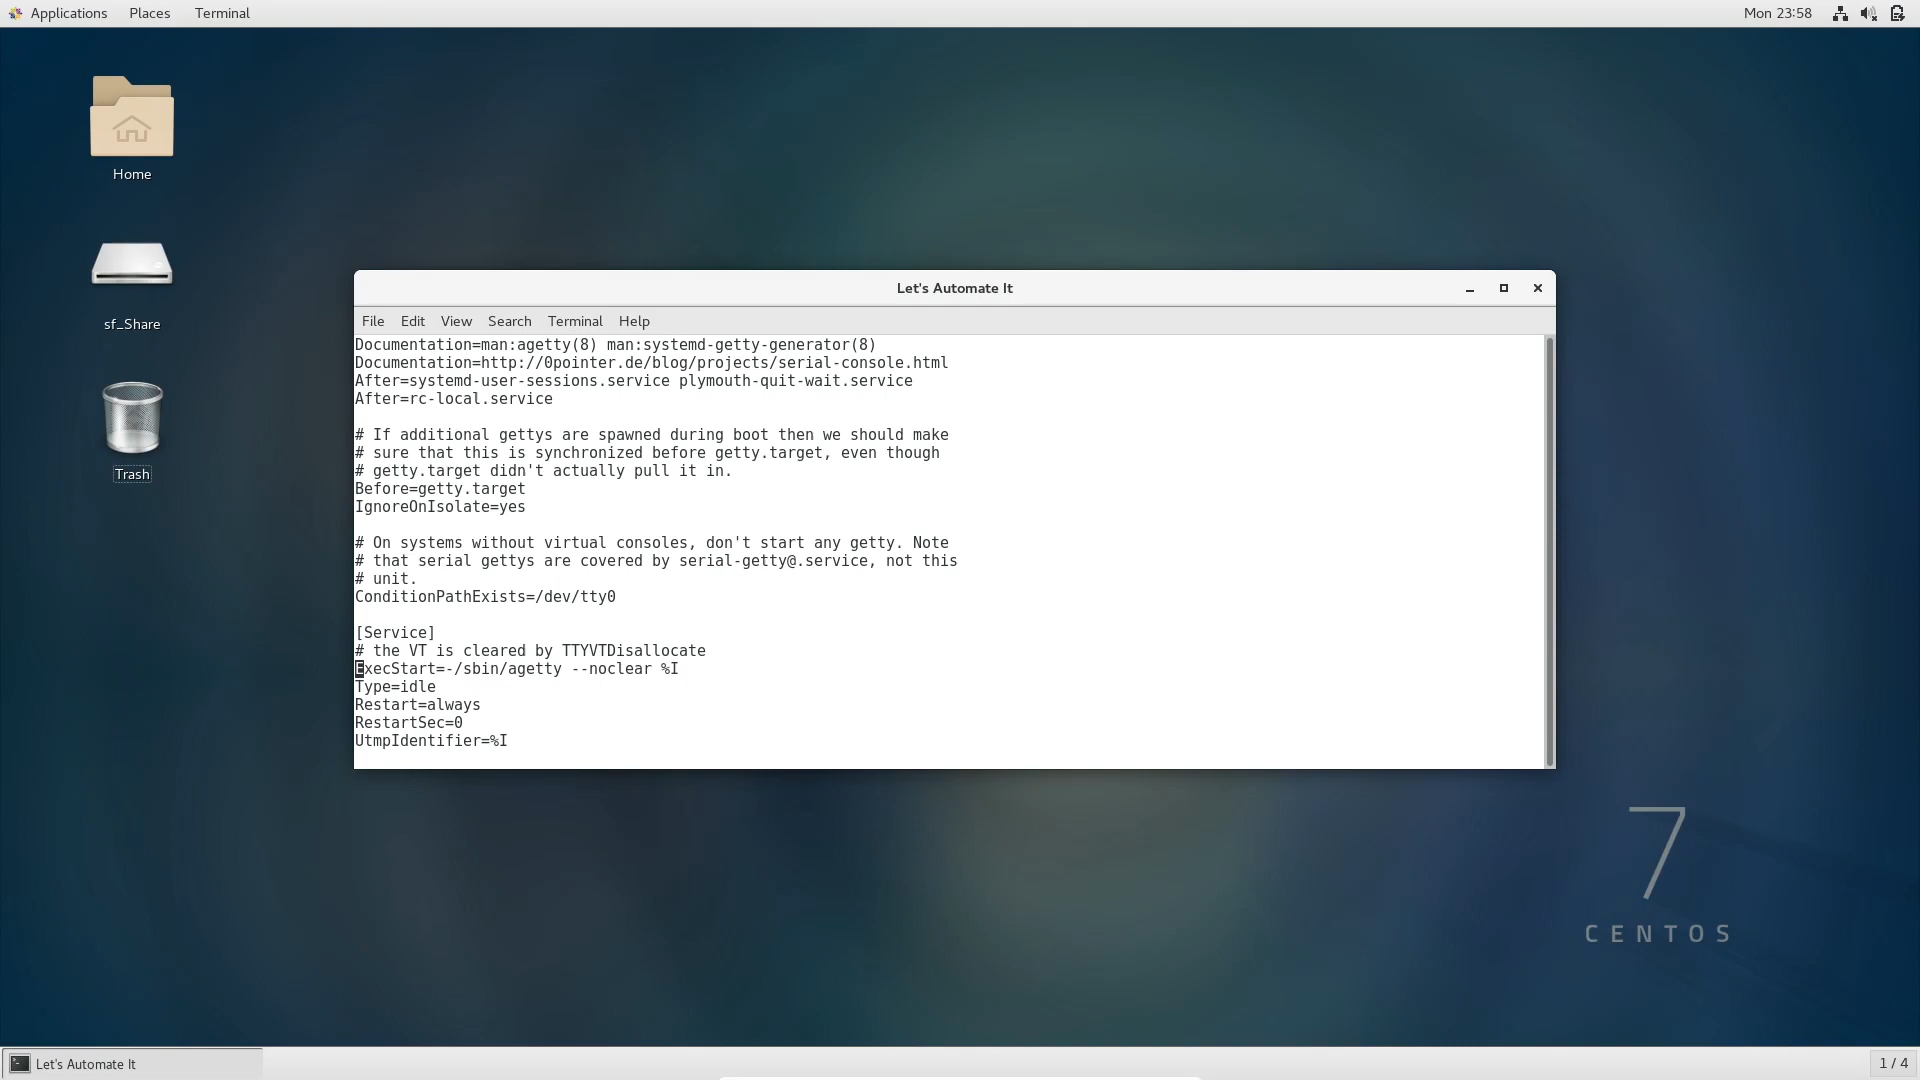 Applications Places Terminal Mon 23:58
Home
sf_Share
Trash
Let's Automate It
File Edit View Search Terminal Help
Documentation=man:agetty(8) man:systemd-getty-generator(8)
Documentation=http://0pointer.de/blog/projects/serial-console.html
After=systemd-user-sessions.service plymouth-quit-wait.service
After=rc-local.service
# If additional gettys are spawned during boot then we should make
# sure that this is synchronized before getty.target, even though
# getty.target didn't actually pull it in.
Before=getty.target
IgnoreOnIsolate=yes
# On systems without virtual consoles, don't start any getty. Note
# that serial gettys are covered by serial-getty@.service, not this
# unit.
ConditionPathExists=/dev/tty0
[Service]
# the VT is cleared by TTYVTDisallocate
ExecStart=-/sbin/agetty --noclear %I
Type=idle
Restart=always
RestartSec=0
UtmpIdentifier=%I
7
CENTOS
Let's Automate It
1 / 4